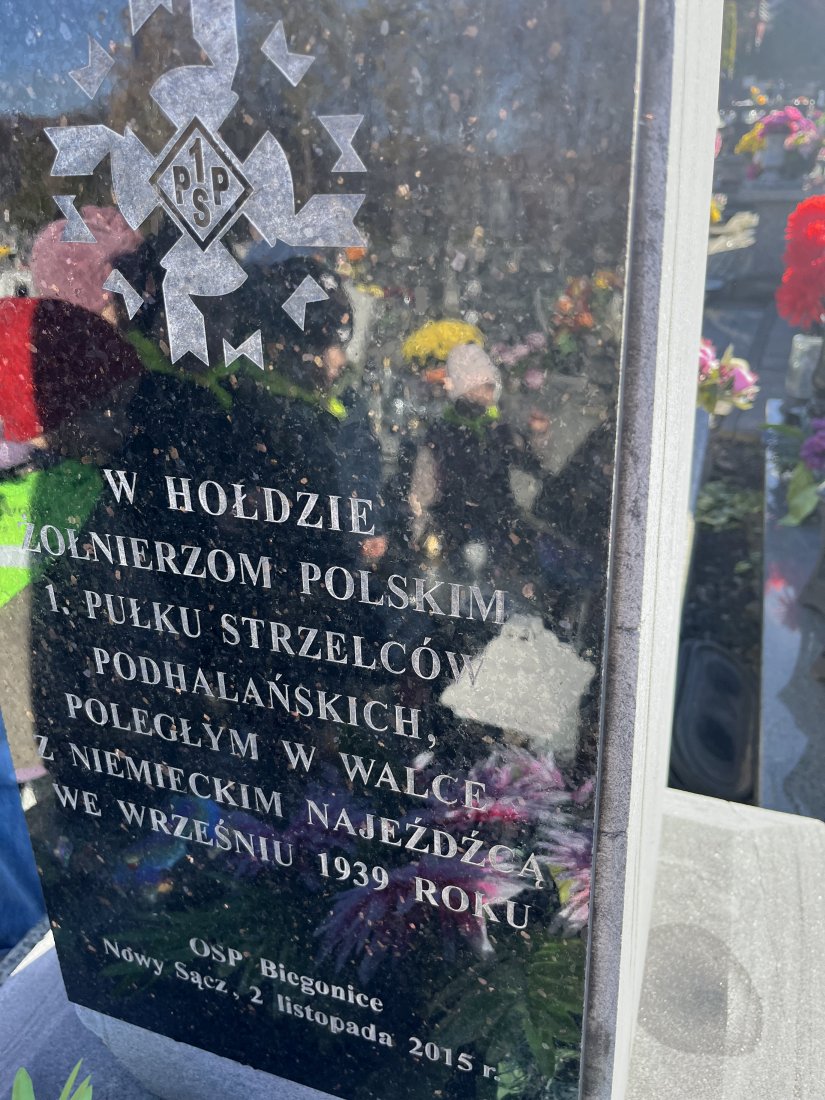 1
P S P
W HOŁDZIE
ŻOŁNIERZOM POLSKIM
1. PUŁKU STRZELCÓW
PODHALAŃSKICH,
POLEGŁYM W WALCE
Z NIEMIECKIM NAJEŹDŹCĄ
WE WRZEŚNIU 1939 ROKU
OSP Biegonice
Nowy Sącz, 2 listopada 2015 r.